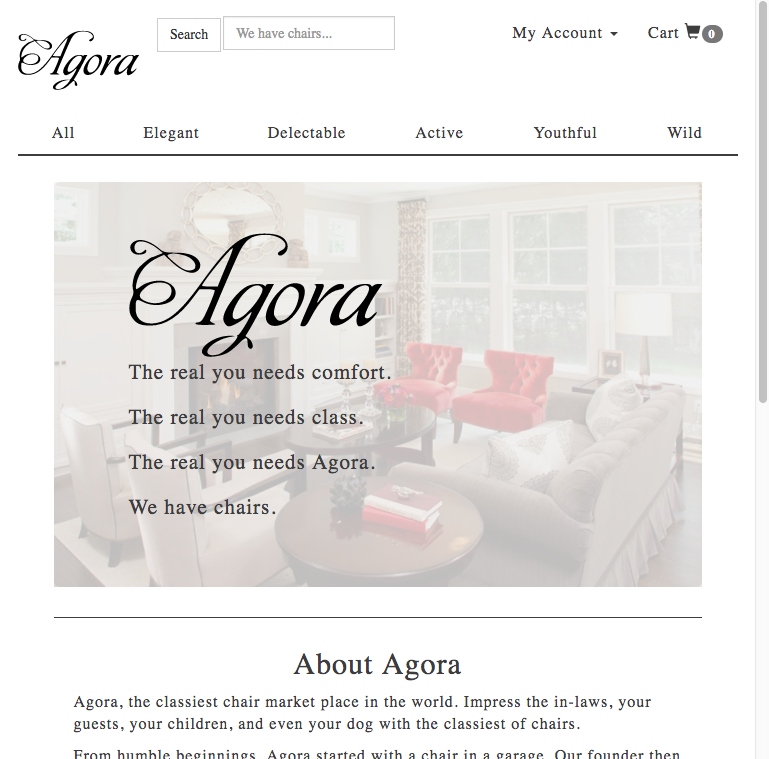 Agora
Search
We have chairs...
My Account
Cart 0
All
Elegant
Delectable
Active
Youthful
Wild
Agora
The real you needs comfort.
The real you needs class.
The real you needs Agora.
We have chairs.
About Agora
Agora, the classiest chair market place in the world. Impress the in-laws, your
guests, your children, and even your dog with the classiest of chairs.
From humble beginnings, Agora started with a chair in a garage. Our founder then